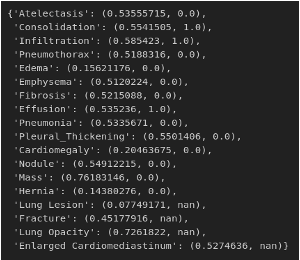 {'Atelectasis': (0.53555715, 0.0),
'Consolidation': (0.5541505, 1.0),
'Infiltration': (0.585423, 1.0),
'Pneumothorax': (0.5188316, 0.0),
'Edema': (0.15621176, 0.0),
'Emphysema': (0.5120224, 0.0),
'Fibrosis': (0.5215088, 0.0),
'Effusion': (0.535236, 1.0),
'Pneumonia': (0.5335671, 0.0),
'Pleural_Thickening': (0.5501406, 0.0),
'Cardiomegaly': (0.20463675, 0.0),
'Nodule': (0.54912215, 0.0),
'Mass': (0.76183146, 0.0),
'Hernia': (0.14380276, 0.0),
'Lung Lesion': (0.07749171, nan),
'Fracture': (0.45177916, nan),
'Lung Opacity': (0.7261822, nan),
'Enlarged Cardiomediastinum': (0.5274636, nan)}